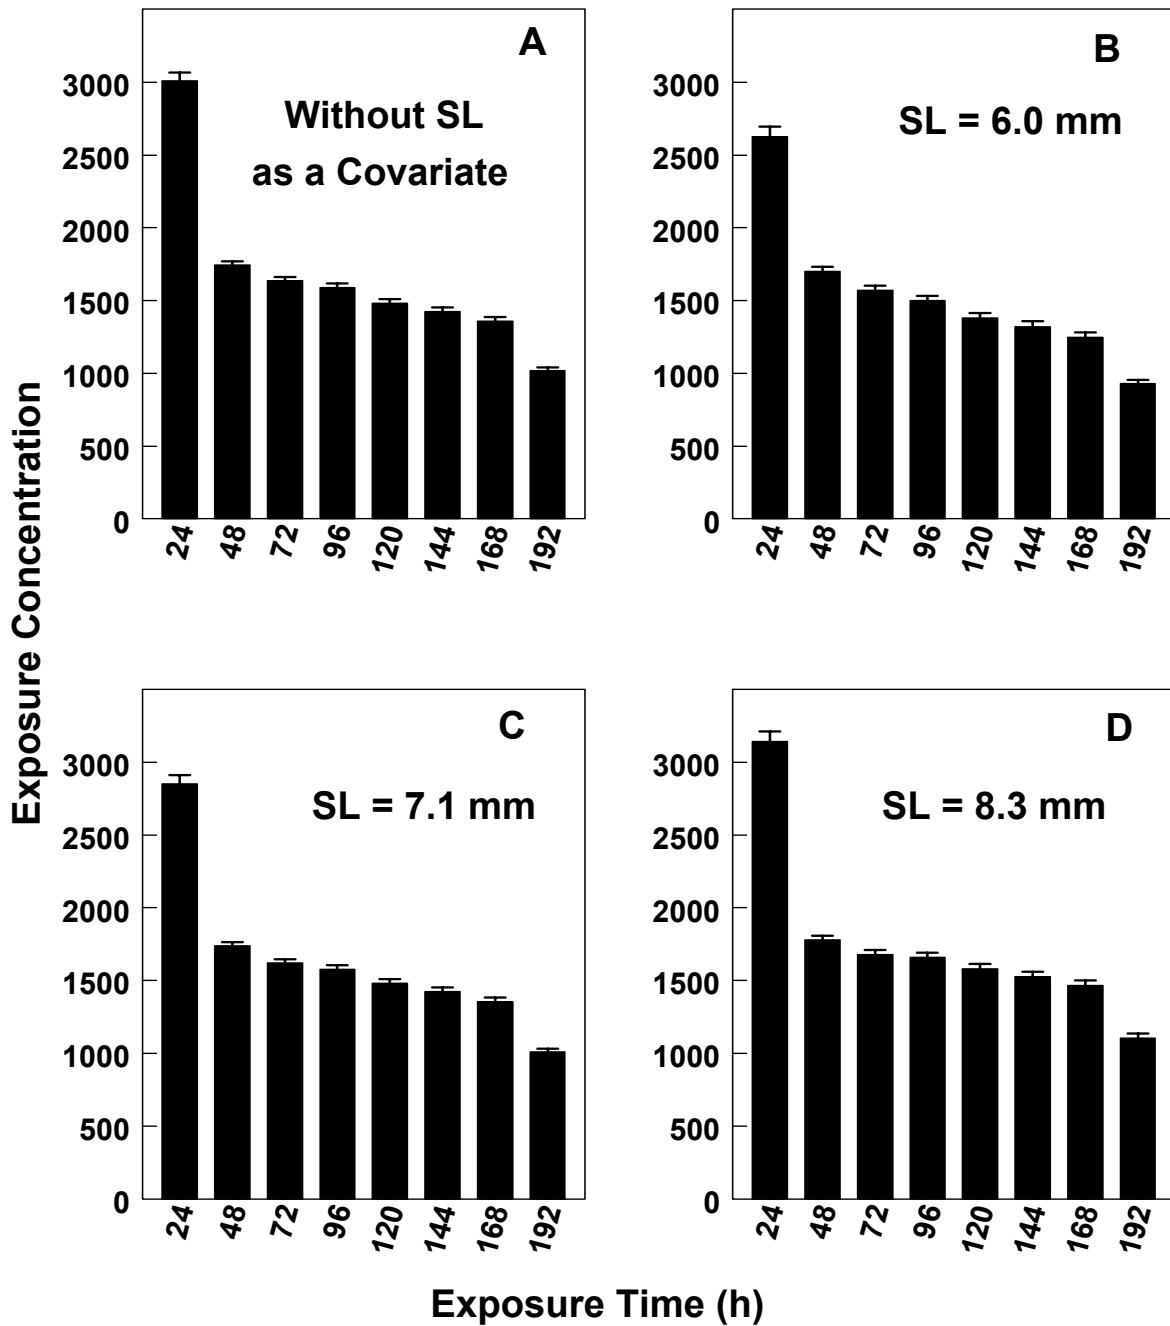 A
Without SL
as a Covariate
3000
2500
2000
1500
1000
500
0
24 48 72 96 120 144 168 192
B
SL = 6.0 mm
3000
2500
2000
1500
1000
500
0
24 48 72 96 120 144 168 192
Exposure Concentration
C
SL = 7.1 mm
3000
2500
2000
1500
1000
500
0
24 48 72 96 120 144 168 192
D
SL = 8.3 mm
3000
2500
2000
1500
1000
500
0
24 48 72 96 120 144 168 192
Exposure Time (h)